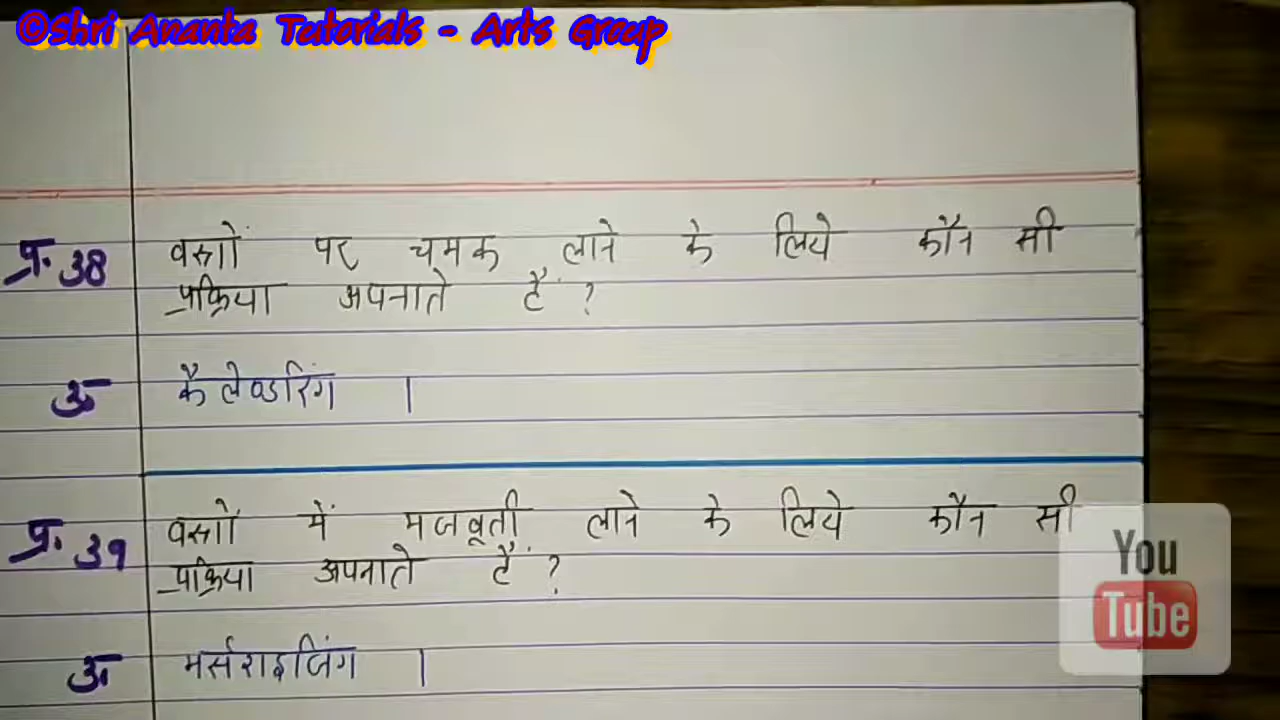 ©Shri Ananta Tutorials - Arts Group
प्र. 38 वस्त्रों पर चमक लाने के लिये कौन सी
प्रक्रिया अपनाते हैं ?
उ कैलेण्डरिंग ।
प्र. 39 वस्त्रों में मजबूती लाने के लिये कौन सी
प्रक्रिया अपनाते हैं ?
उ मर्सराइजिंग ।
You
Tube